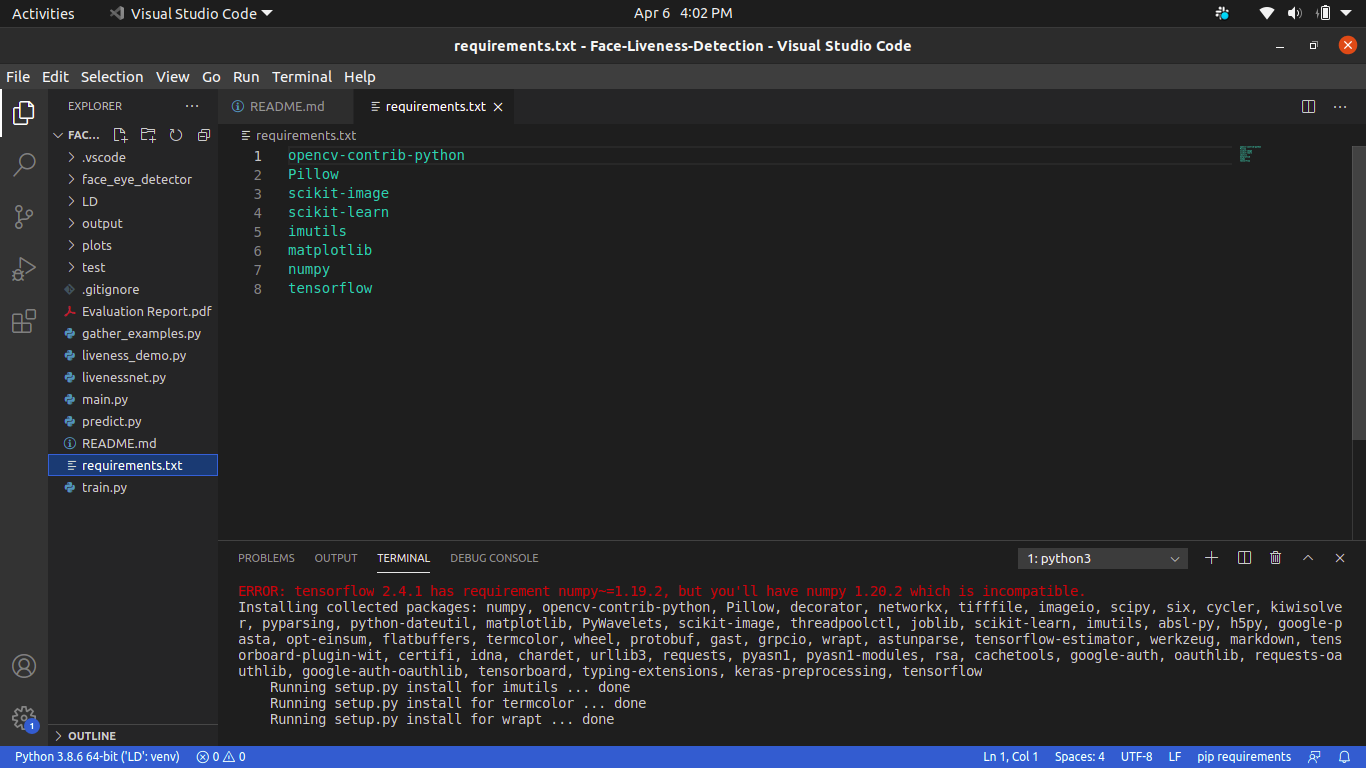 Activities
Visual Studio Code
Apr 6 4:02 PM
requirements.txt - Face-Liveness-Detection - Visual Studio Code
File Edit Selection View Go Run Terminal Help
EXPLORER
README.md
requirements.txt
FAC...
requirements.txt
.vscode
face_eye_detector
LD
output
plots
test
.gitignore
Evaluation Report.pdf
gather_examples.py
liveness_demo.py
livenessnet.py
main.py
predict.py
README.md
requirements.txt
train.py
OUTLINE
1 opencv-contrib-python
2 Pillow
3 scikit-image
4 scikit-learn
5 imutils
6 matplotlib
7 numpy
8 tensorflow
PROBLEMS OUTPUT TERMINAL DEBUG CONSOLE
1: python3
ERROR: tensorflow 2.4.1 has requirement numpy~=1.19.2, but you'll have numpy 1.20.2 which is incompatible.
Installing collected packages: numpy, opencv-contrib-python, Pillow, decorator, networkx, tifffile, imageio, scipy, six, cycler, kiwisolve
r, pyparsing, python-dateutil, matplotlib, PyWavelets, scikit-image, threadpoolctl, joblib, scikit-learn, imutils, absl-py, h5py, google-p
asta, opt-einsum, flatbuffers, termcolor, wheel, protobuf, gast, grpcio, wrapt, astunparse, tensorflow-estimator, werkzeug, markdown, tens
orboard-plugin-wit, certifi, idna, chardet, urllib3, requests, pyasn1, pyasn1-modules, rsa, cachetools, google-auth, oauthlib, requests-oa
uthlib, google-auth-oauthlib, tensorboard, typing-extensions, keras-preprocessing, tensorflow
Running setup.py install for imutils ... done
Running setup.py install for termcolor ... done
Running setup.py install for wrapt ... done
1
Python 3.8.6 64-bit ('LD': venv)
0 0
Ln 1, Col 1
Spaces: 4
UTF-8
LF
pip requirements